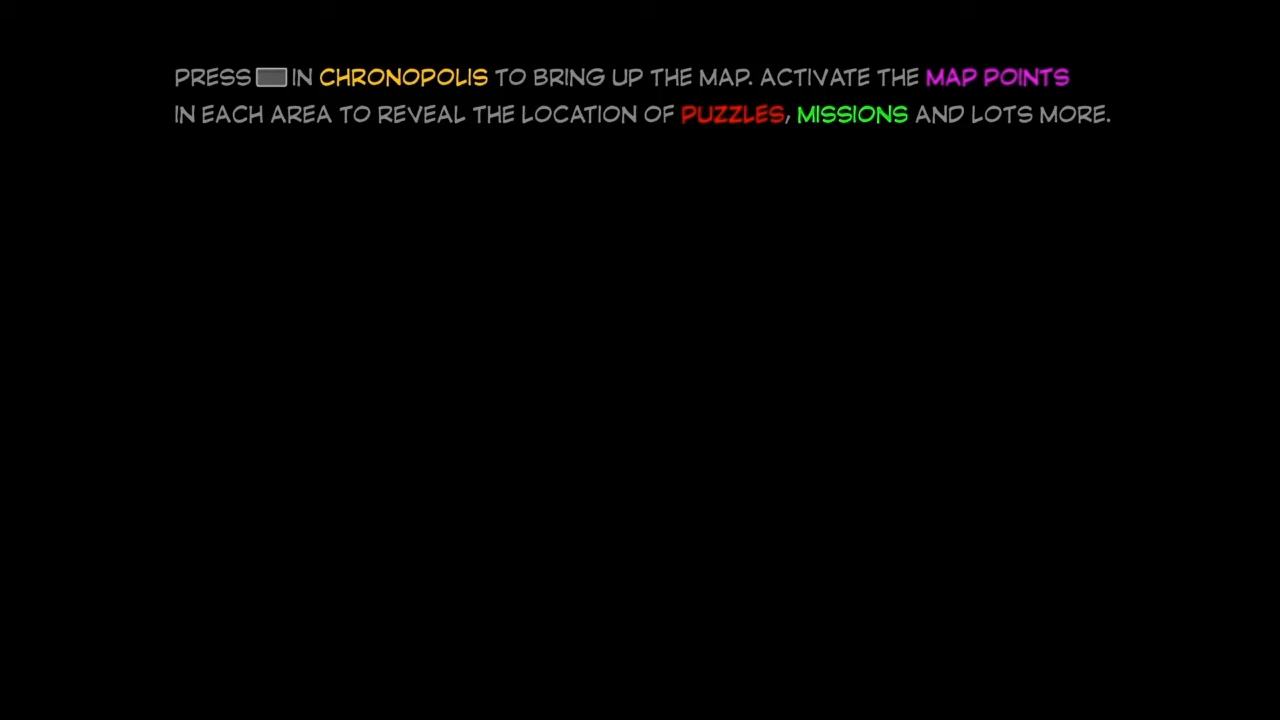 PRESS IN CHRONOPOLIS TO BRING UP THE MAP. ACTIVATE THE MAP POINTS
IN EACH AREA TO REVEAL THE LOCATION OF PUZZLES, MISSIONS AND LOTS MORE.